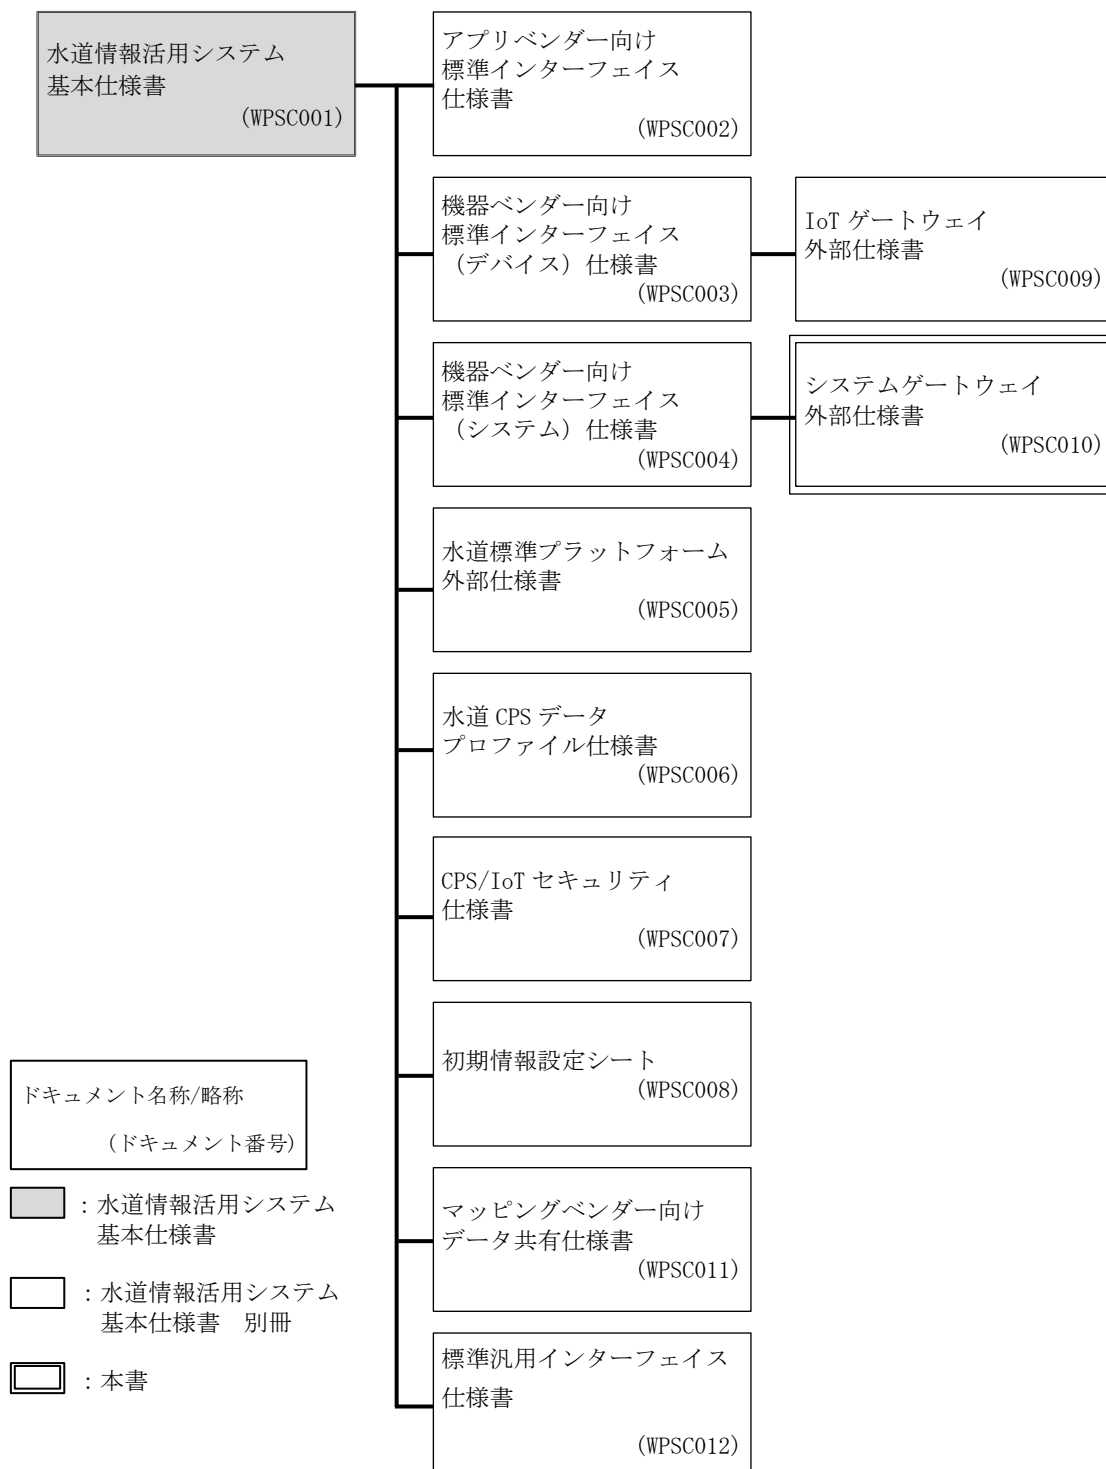 水道情報活用システム
基本仕様書
(WPSC001)
アプリベンダー向け
標準インターフェイス
仕様書
(WPSC002)
機器ベンダー向け
標準インターフェイス
（デバイス）仕様書
(WPSC003)
IoT ゲートウェイ
外部仕様書
(WPSC009)
機器ベンダー向け
標準インターフェイス
（システム）仕様書
(WPSC004)
システムゲートウェイ
外部仕様書
(WPSC010)
水道標準プラットフォーム
外部仕様書
(WPSC005)
水道 CPS データ
プロファイル仕様書
(WPSC006)
CPS/IoT セキュリティ
仕様書
(WPSC007)
初期情報設定シート
(WPSC008)
マッピングベンダー向け
データ共有仕様書
(WPSC011)
標準汎用インターフェイス
仕様書
(WPSC012)
ドキュメント名称/略称
(ドキュメント番号)
：水道情報活用システム
基本仕様書
：水道情報活用システム
基本仕様書　別冊
：本書